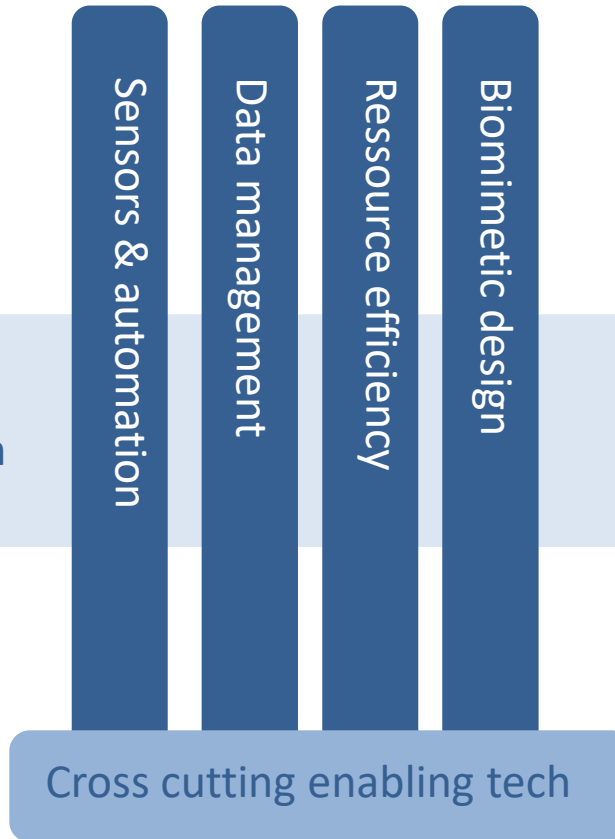 Sensors & automation
Data management
Ressource efficiency
Biomimetic design
Cross cutting enabling tech